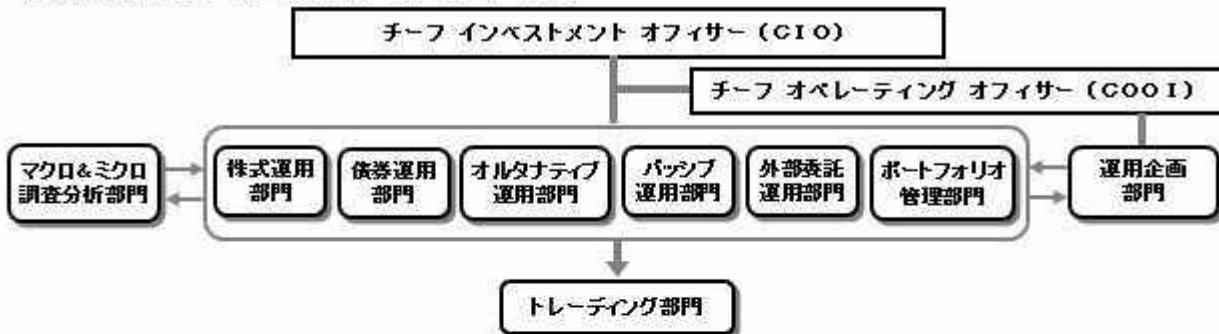 チーフ インベストメント オフィサー (CIO)
チーフ オペレーティング オフィサー (COOI)
マクロ&ミクロ
調査分析部門
株式運用
部門
債券運用
部門
オルタナティブ
運用部門
パッシブ
運用部門
外部委託
運用部門
ポートフォリオ
管理部門
運用企画
部門
トレーディング部門